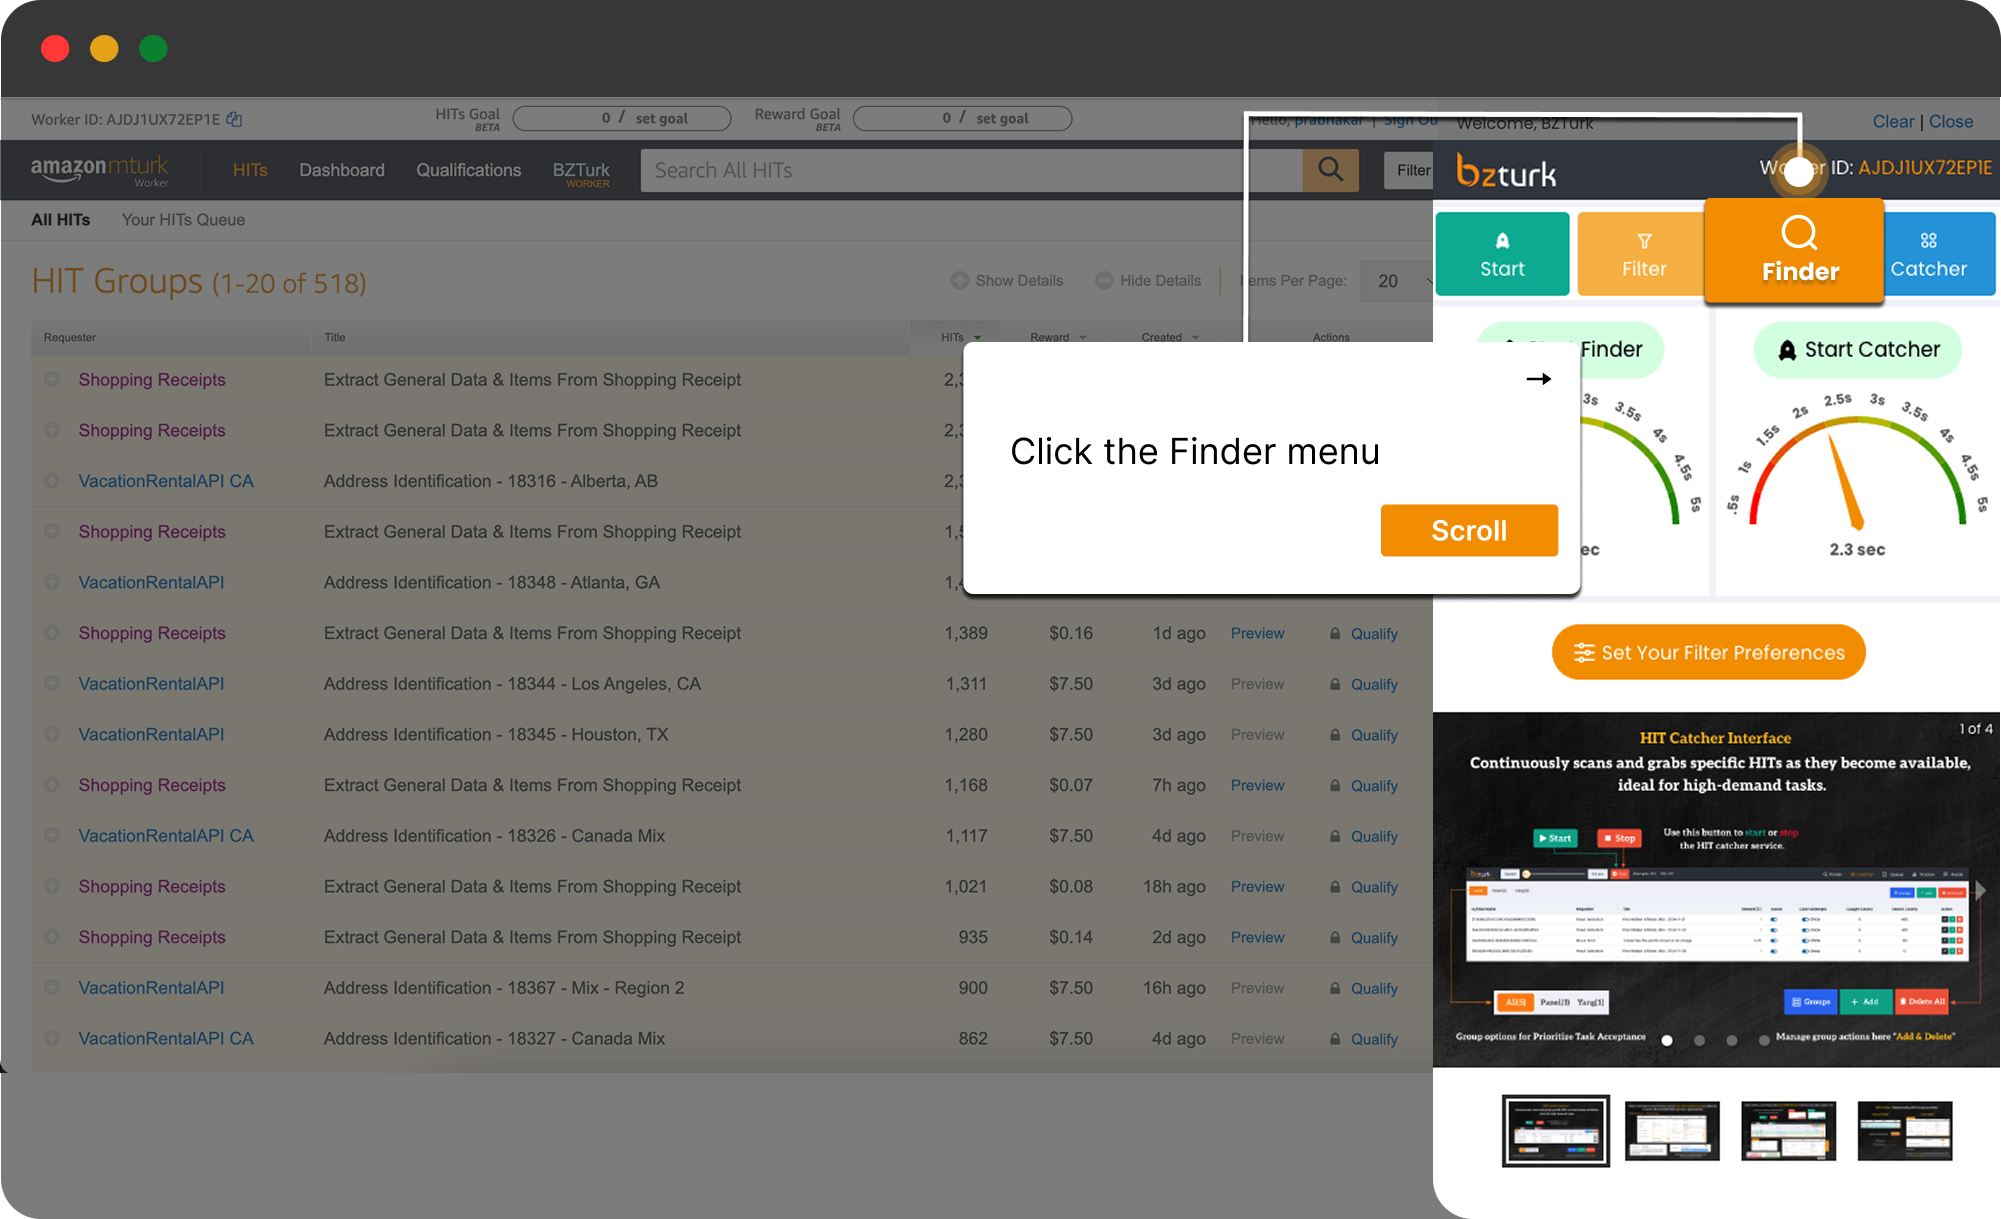 Worker ID: AJDJ1UX72EP1E
HITs Goal
BETA
0 / set goal
Reward Goal
BETA
0 / set goal
Hello, prabhakar | Sign Ou
Welcome, BZTurk
Clear | Close
amazonmturk
Worker
HITs
Dashboard
Qualifications
BZTurk
WORKER
Search All HITs
Filter
bzturk
Worker ID: AJDJ1UX72EP1E
All HITs
Your HITs Queue
Start
Filter
Finder
Catcher
HIT Groups (1-20 of 518)
Show Details
Hide Details
Items Per Page:
20
Requester Title HITs Reward Created Actions
Shopping Receipts Extract General Data & Items From Shopping Receipt 2,3
Shopping Receipts Extract General Data & Items From Shopping Receipt 2,3
VacationRentalAPI CA Address Identification - 18316 - Alberta, AB 2,3
Shopping Receipts Extract General Data & Items From Shopping Receipt 1,5
VacationRentalAPI Address Identification - 18348 - Atlanta, GA 1,4
Shopping Receipts Extract General Data & Items From Shopping Receipt 1,389 $0.16 1d ago Preview Qualify
VacationRentalAPI Address Identification - 18344 - Los Angeles, CA 1,311 $7.50 3d ago Preview Qualify
VacationRentalAPI Address Identification - 18345 - Houston, TX 1,280 $7.50 3d ago Preview Qualify
Shopping Receipts Extract General Data & Items From Shopping Receipt 1,168 $0.07 7h ago Preview Qualify
VacationRentalAPI CA Address Identification - 18326 - Canada Mix 1,117 $7.50 4d ago Preview Qualify
Shopping Receipts Extract General Data & Items From Shopping Receipt 1,021 $0.08 18h ago Preview Qualify
Shopping Receipts Extract General Data & Items From Shopping Receipt 935 $0.14 2d ago Preview Qualify
VacationRentalAPI Address Identification - 18367 - Mix - Region 2 900 $7.50 16h ago Preview Qualify
VacationRentalAPI CA Address Identification - 18327 - Canada Mix 862 $7.50 4d ago Preview Qualify
Click the Finder menu
Scroll
Finder
3s 3.5s 4s 4.5s 5s
ec
Start Catcher
.5s 1s 1.5s 2s 2.5s 3s 3.5s 4s 4.5s 5s
2.3 sec
Set Your Filter Preferences
1 of 4
HIT Catcher Interface
Continuously scans and grabs specific HITs as they become available,
ideal for high-demand tasks.
Start
Stop
Use this button to start or stop
the HIT catcher service.
bzturk
All(5) Panel(3) Yang(1)
Groups
+ Add
Delete All
Group options for Prioritize Task Acceptance
Manage group actions here "Add & Delete"